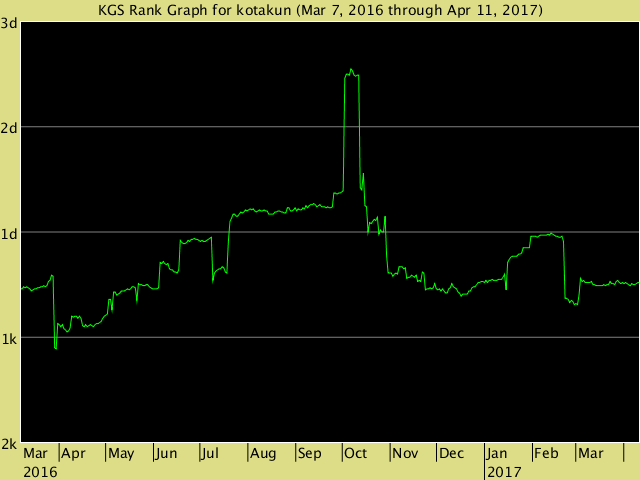 KGS Rank Graph for kotakun (Mar 7, 2016 through Apr 11, 2017)
3d
2d
1d
1k
2k
Mar |Apr |May |Jun |Jul |Aug |Sep |Oct |Nov |Dec |Jan |Feb |Mar |
2016 2017